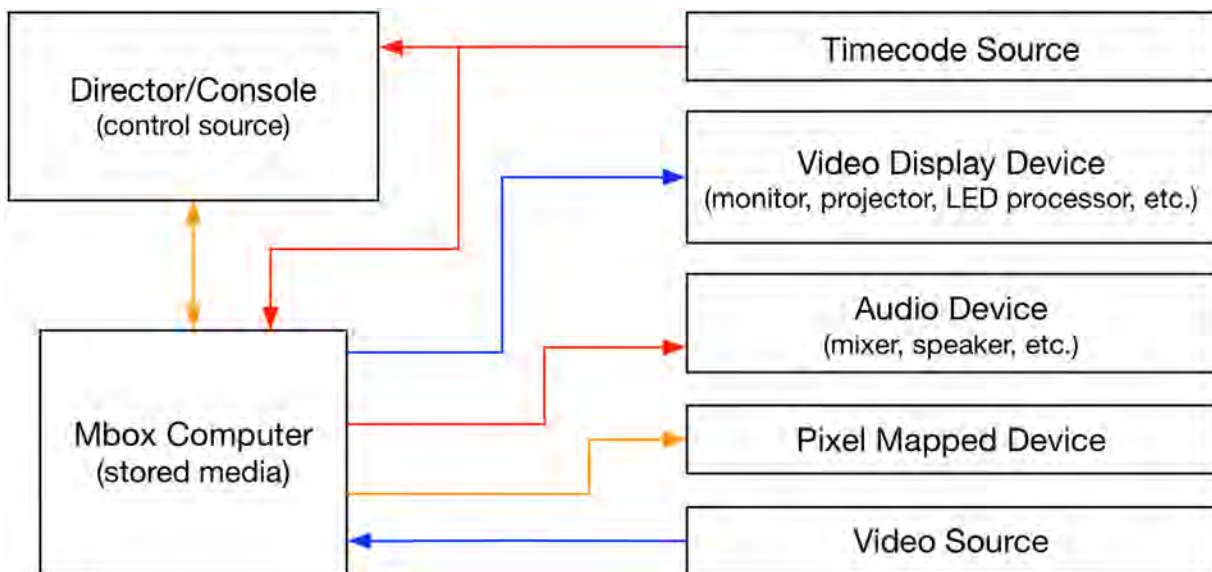 Director/Console
(control source)
Timecode Source
Video Display Device
(monitor, projector, LED processor, etc.)
Audio Device
(mixer, speaker, etc.)
Mbox Computer
(stored media)
Pixel Mapped Device
Video Source